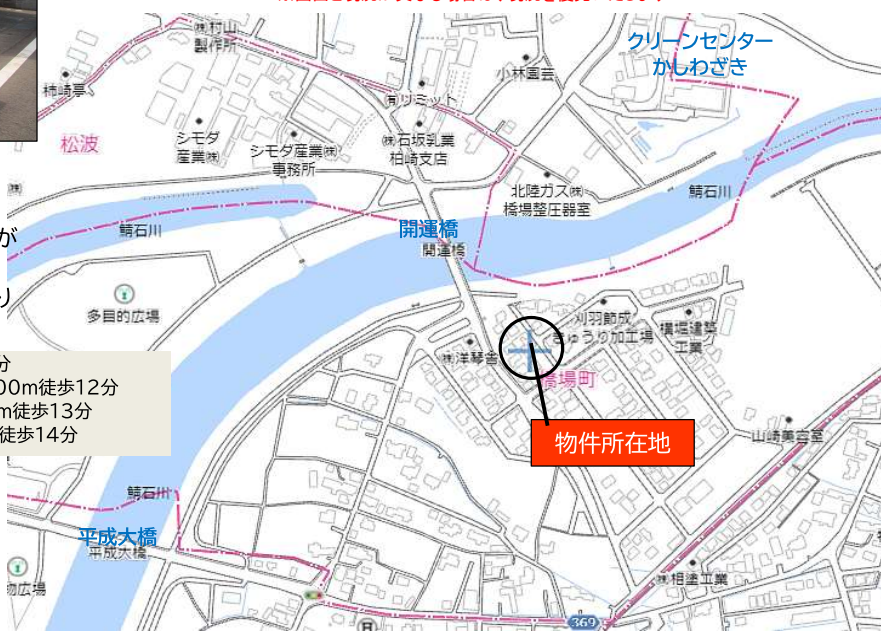 クリーンセンター
かしわざき
㈱村山
製作所
小林園芸
柿崎亭
㈲リミット
松波
シモダ
産業㈱
シモダ産業㈱
事務所
㈱石坂乳業
柏崎支店
北陸ガス㈱
橋場整圧器室
鯖石川
㈱
鯖石川
開運橋
開運橋
が
り
多目的広場
刈羽節成
きゅうり加工場
横堀建築
工業
㈱洋琴舎
橋場町
分
00m徒歩12分
m徒歩13分
徒歩14分
物件所在地
山崎美容室
鯖石川
平成大橋
平成大橋
物広場
㈱相塗工業
369
H